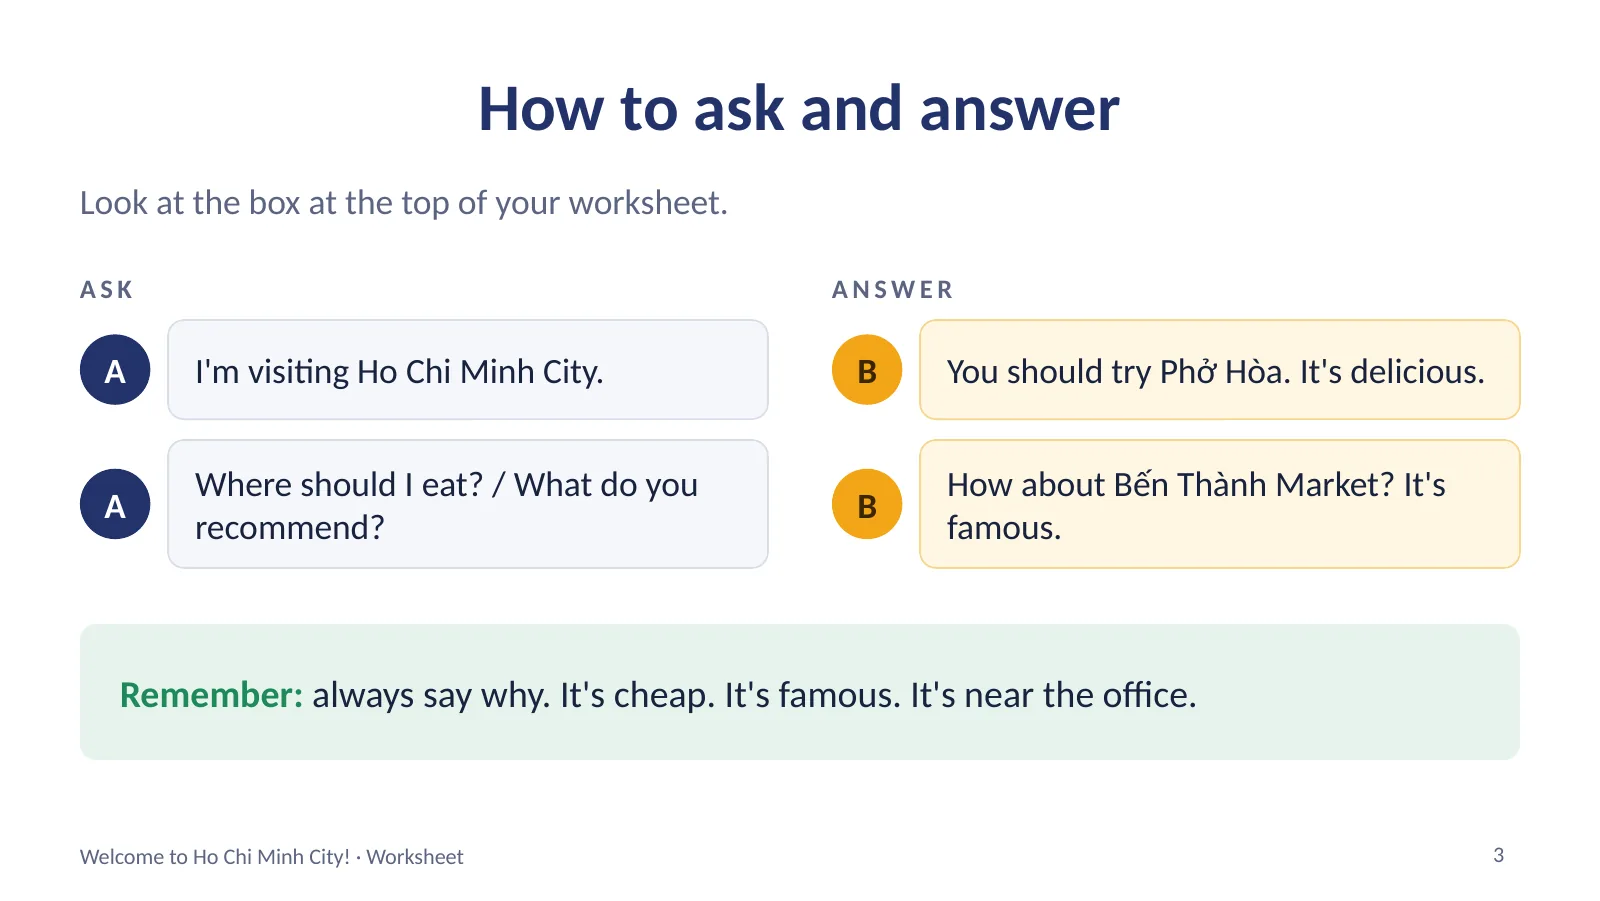 How to ask and answer
Look at the box at the top of your worksheet.
ASK
A
I'm visiting Ho Chi Minh City.
A
Where should I eat? / What do you
recommend?
ANSWER
B
You should try Phở Hòa. It's delicious.
B
How about Bến Thành Market? It's
famous.
Remember: always say why. It's cheap. It's famous. It's near the office.
Welcome to Ho Chi Minh City! · Worksheet
3